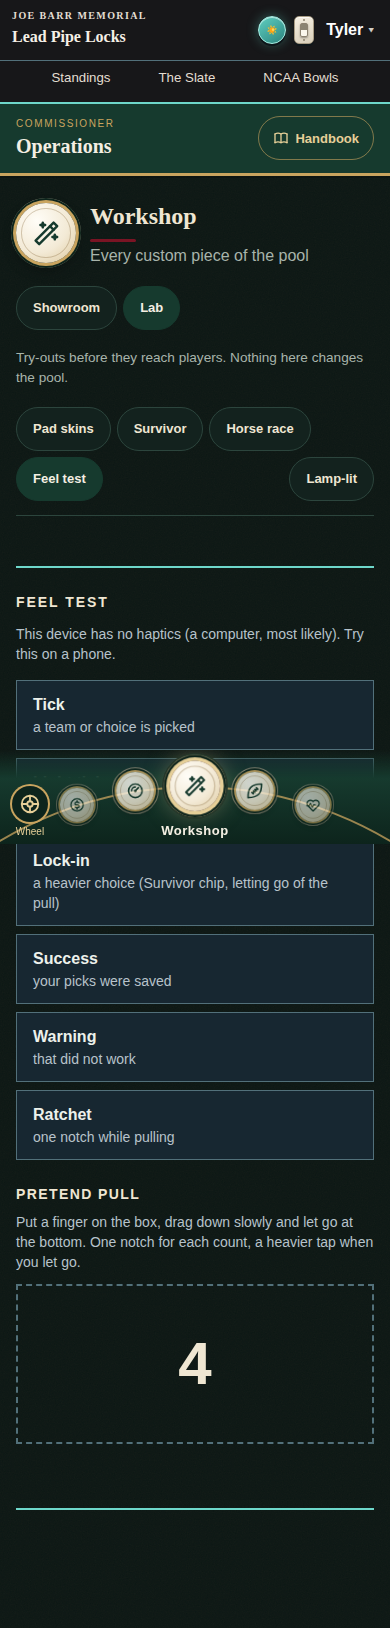 JOE BARR MEMORIAL
Lead Pipe Locks
Tyler
Standings
The Slate
NCAA Bowls
COMMISSIONER
Operations
Handbook
Workshop
Every custom piece of the pool
Showroom
Lab
Try-outs before they reach players. Nothing here changes
the pool.
Pad skins
Survivor
Horse race
Feel test
Lamp-lit
FEEL TEST
This device has no haptics (a computer, most likely). Try
this on a phone.
Tick
a team or choice is picked
Wheel
Workshop
Lock-in
a heavier choice (Survivor chip, letting go of the
pull)
Success
your picks were saved
Warning
that did not work
Ratchet
one notch while pulling
PRETEND PULL
Put a finger on the box, drag down slowly and let go at
the bottom. One notch for each count, a heavier tap when
you let go.
4